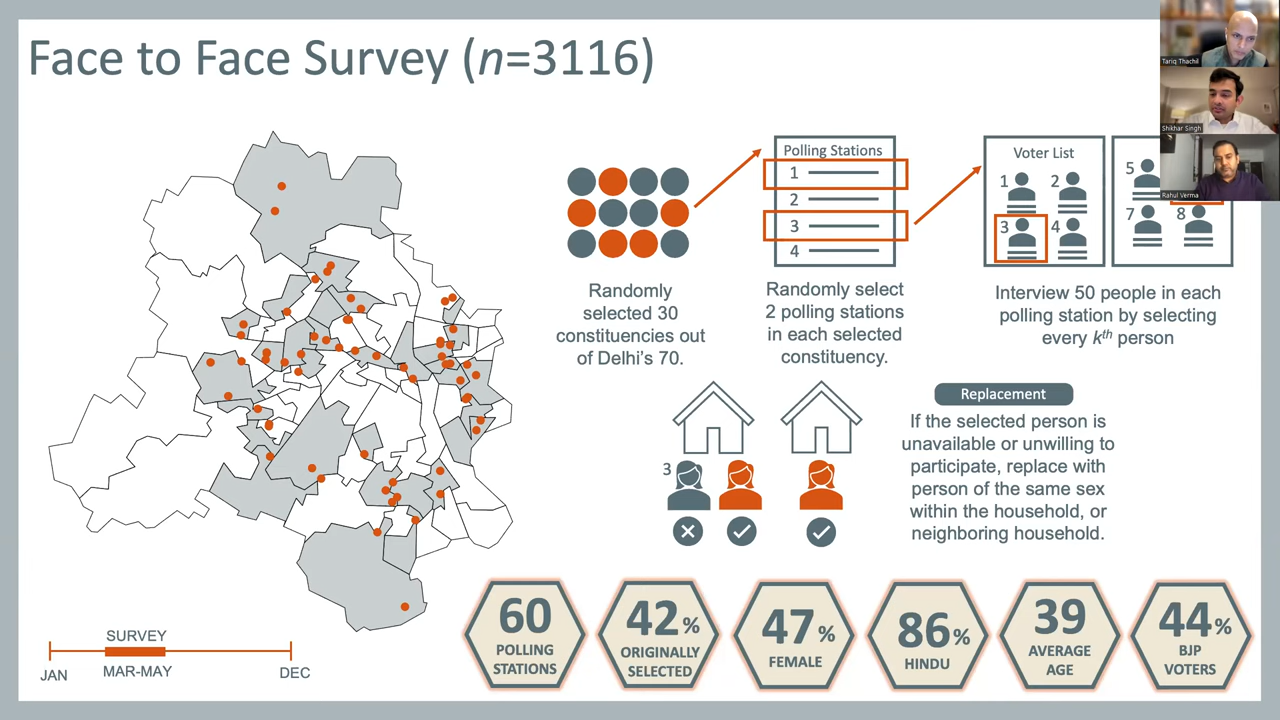 Face to Face Survey (n=3116)
Tariq Thachil
Shikhar Singh
Rahul Verma
Polling Stations
1
2
3
4
Voter List
1
2
3
4
5
7
8
Randomly
selected 30
constituencies out
of Delhi's 70.
Randomly select
2 polling stations
in each selected
constituency.
Interview 50 people in each
polling station by selecting
every kth person
3
Replacement
If the selected person is
unavailable or unwilling to
participate, replace with
person of the same sex
within the household, or
neighboring household.
SURVEY
JAN
MAR-MAY
DEC
60
POLLING
STATIONS
42%
ORIGINALLY
SELECTED
47%
FEMALE
86%
HINDU
39
AVERAGE
AGE
44%
BJP
VOTERS